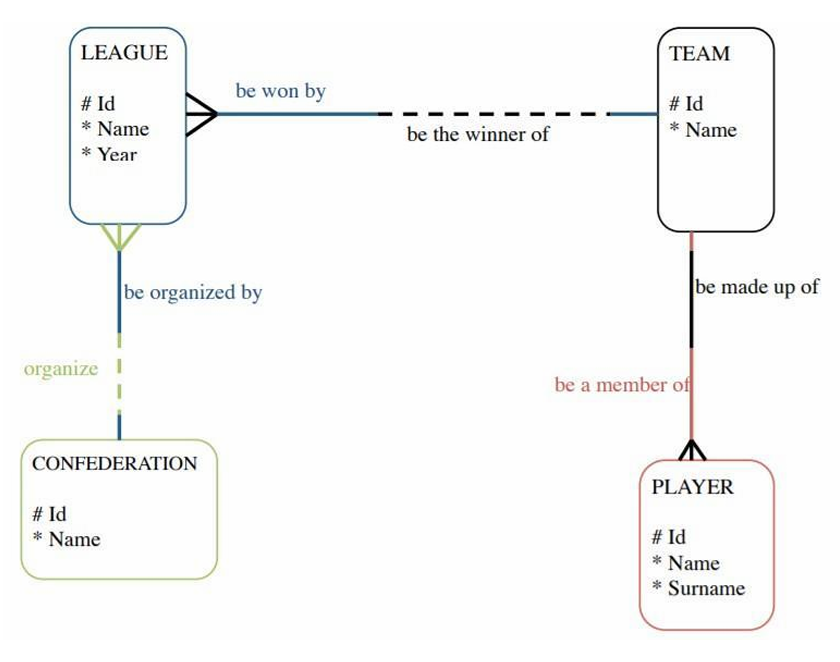 LEAGUE
# Id
* Name
* Year
be won by
be the winner of
TEAM
# Id
* Name
be organized by
organize
be made up of
be a member of
CONFEDERATION
# Id
* Name
PLAYER
# Id
* Name
* Surname